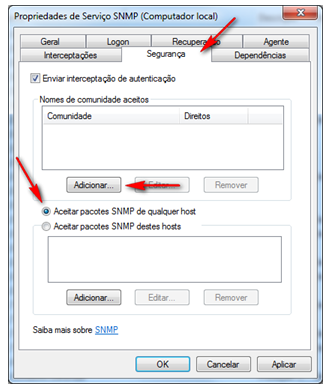 Propriedades de Serviço SNMP (Computador local)
Geral Logon Recuperação Agente
Interceptações Segurança Dependências
Enviar interceptação de autenticação
Nomes de comunidade aceitos
Comunidade Direitos
Adicionar... Editar... Remover
Aceitar pacotes SNMP de qualquer host
Aceitar pacotes SNMP destes hosts
Adicionar... Editar... Remover
Saiba mais sobre SNMP
OK Cancelar Aplicar